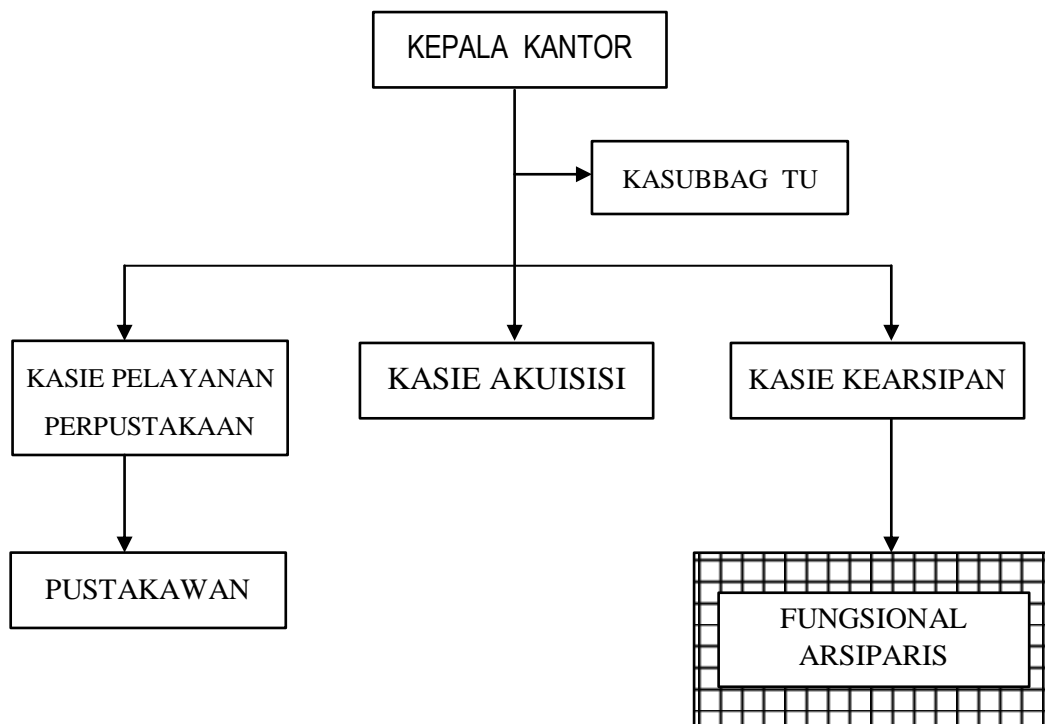 KEPALA KANTOR
KASUBBAG TU
KASIE PELAYANAN
PERPUSTAKAAN
KASIE AKUISISI
KASIE KEARSIPAN
PUSTAKAWAN
FUNGSIONAL
ARSIPARIS